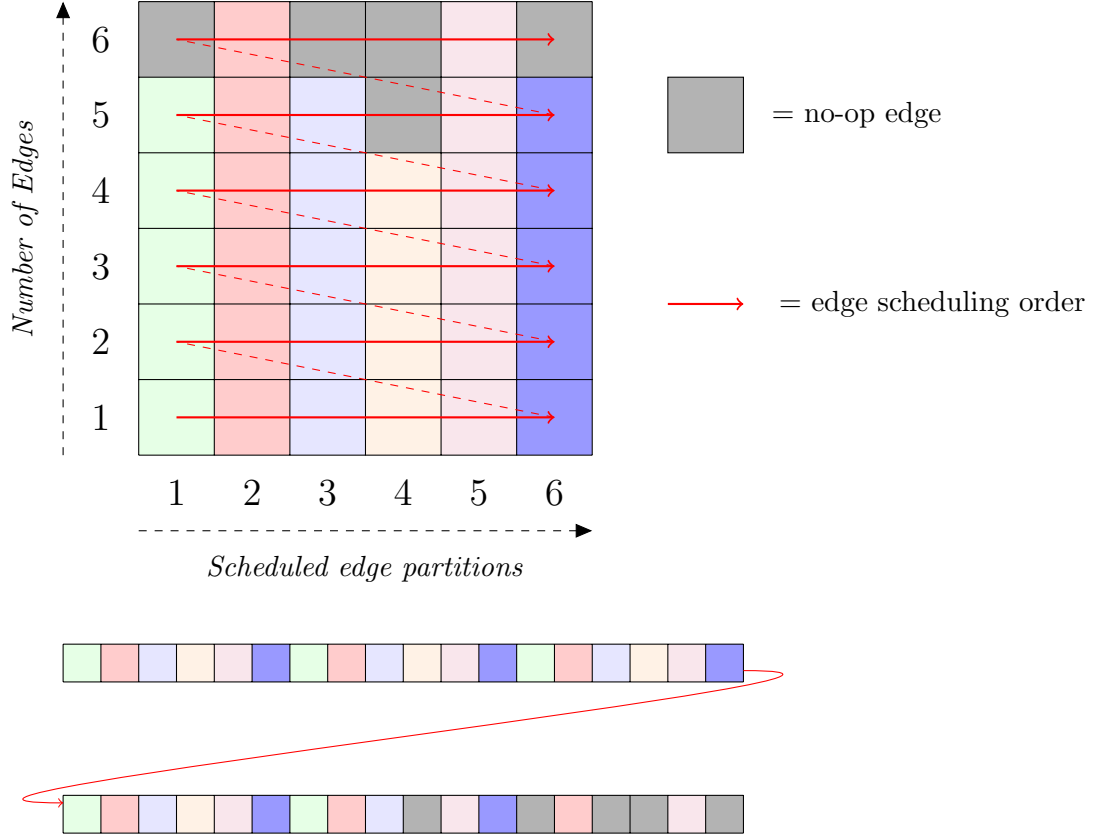 6
5
4
3
2
1
Number of Edges
1 2 3 4 5 6
Scheduled edge partitions
= no-op edge
= edge scheduling order